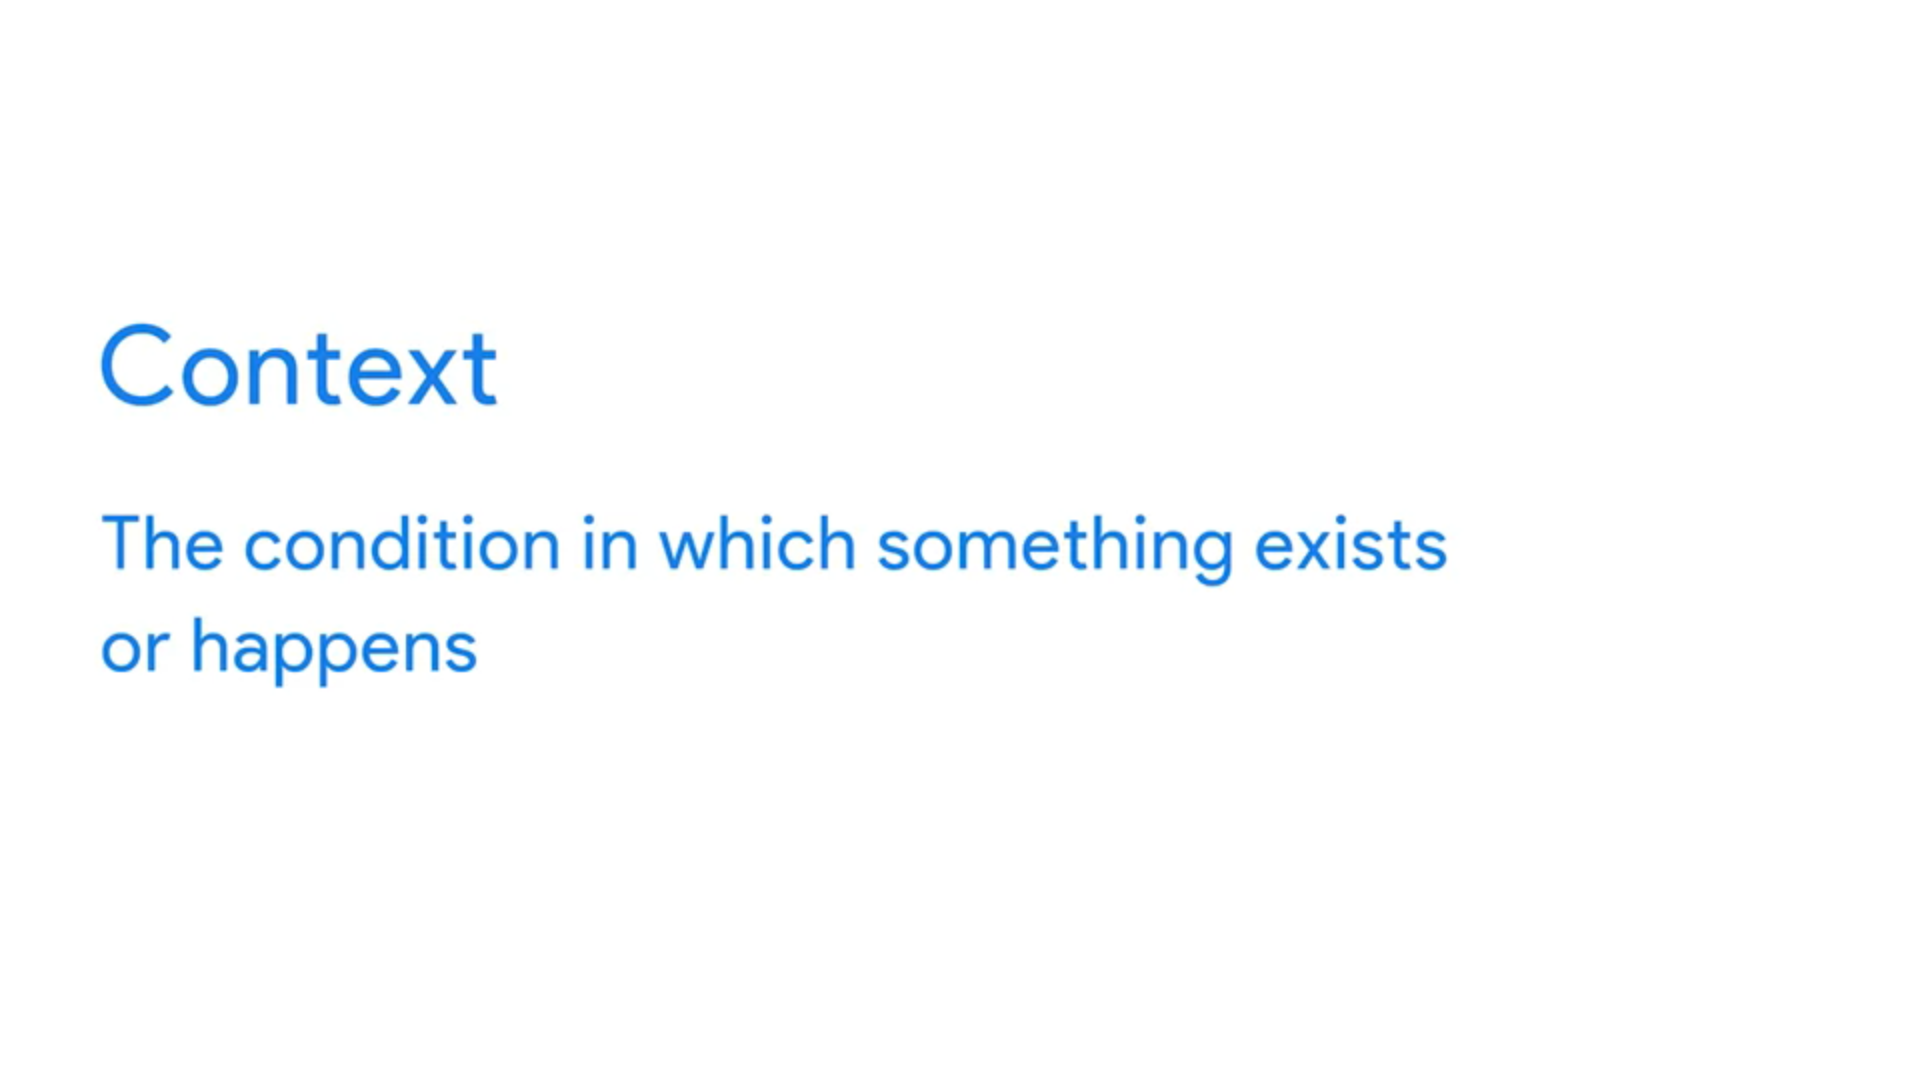 Context
The condition in which something exists
or happens